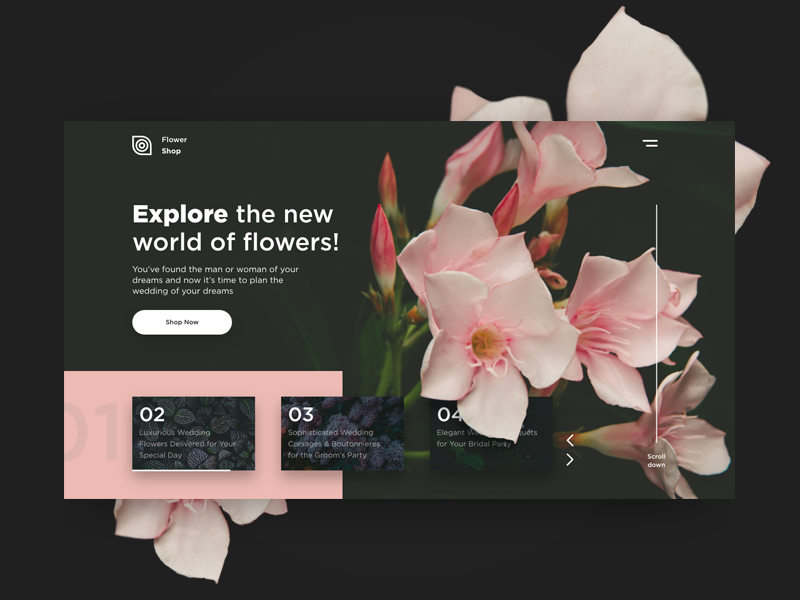 Flower
Shop
Explore the new
world of flowers!
You've found the man or woman of your
dreams and now it's time to plan the
wedding of your dreams
Shop Now
01
02
Luxurious Wedding
Flowers Delivered for Your
Special Day
03
Sophisticated Wedding
Corsages & Boutonnieres
for the Groom's Party
04
Elegant
for Your Bridal Party
Scroll
down